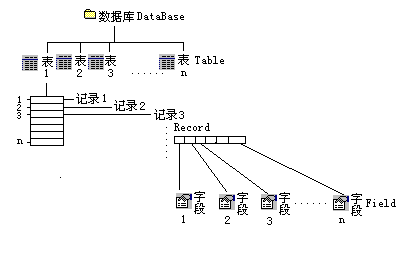 数据库DataBase
表1 表2 表3 ······ 表n Table
1 记录1
2 记录2
3 记录3
n
Record
字段1 字段2 字段3 ······ 字段n Field